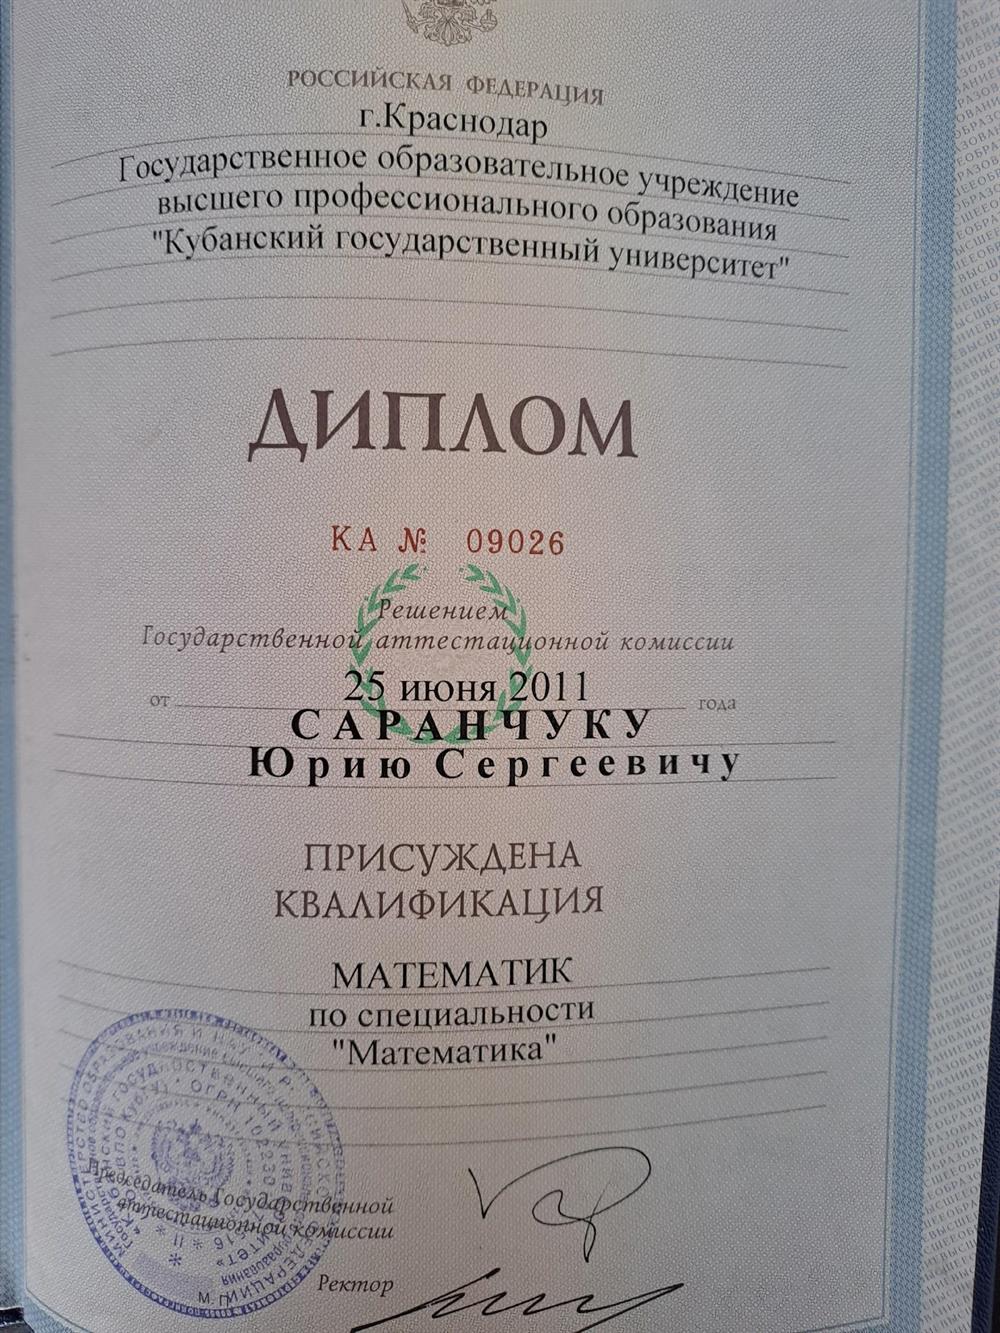 РОССИЙСКАЯ ФЕДЕРАЦИЯ
г.Краснодар
Государственное образовательное учреждение
высшего профессионального образования
"Кубанский государственный университет"
ДИПЛОМ
КА № 09026
Решением
Государственной аттестационной комиссии
от 25 июня 2011 года
САРАНЧУКУ
Юрию Сергеевичу
ПРИСУЖДЕНА
КВАЛИФИКАЦИЯ
МАТЕМАТИК
по специальности
"Математика"
Председатель Государственной
аттестационной комиссии
Ректор
М. П.